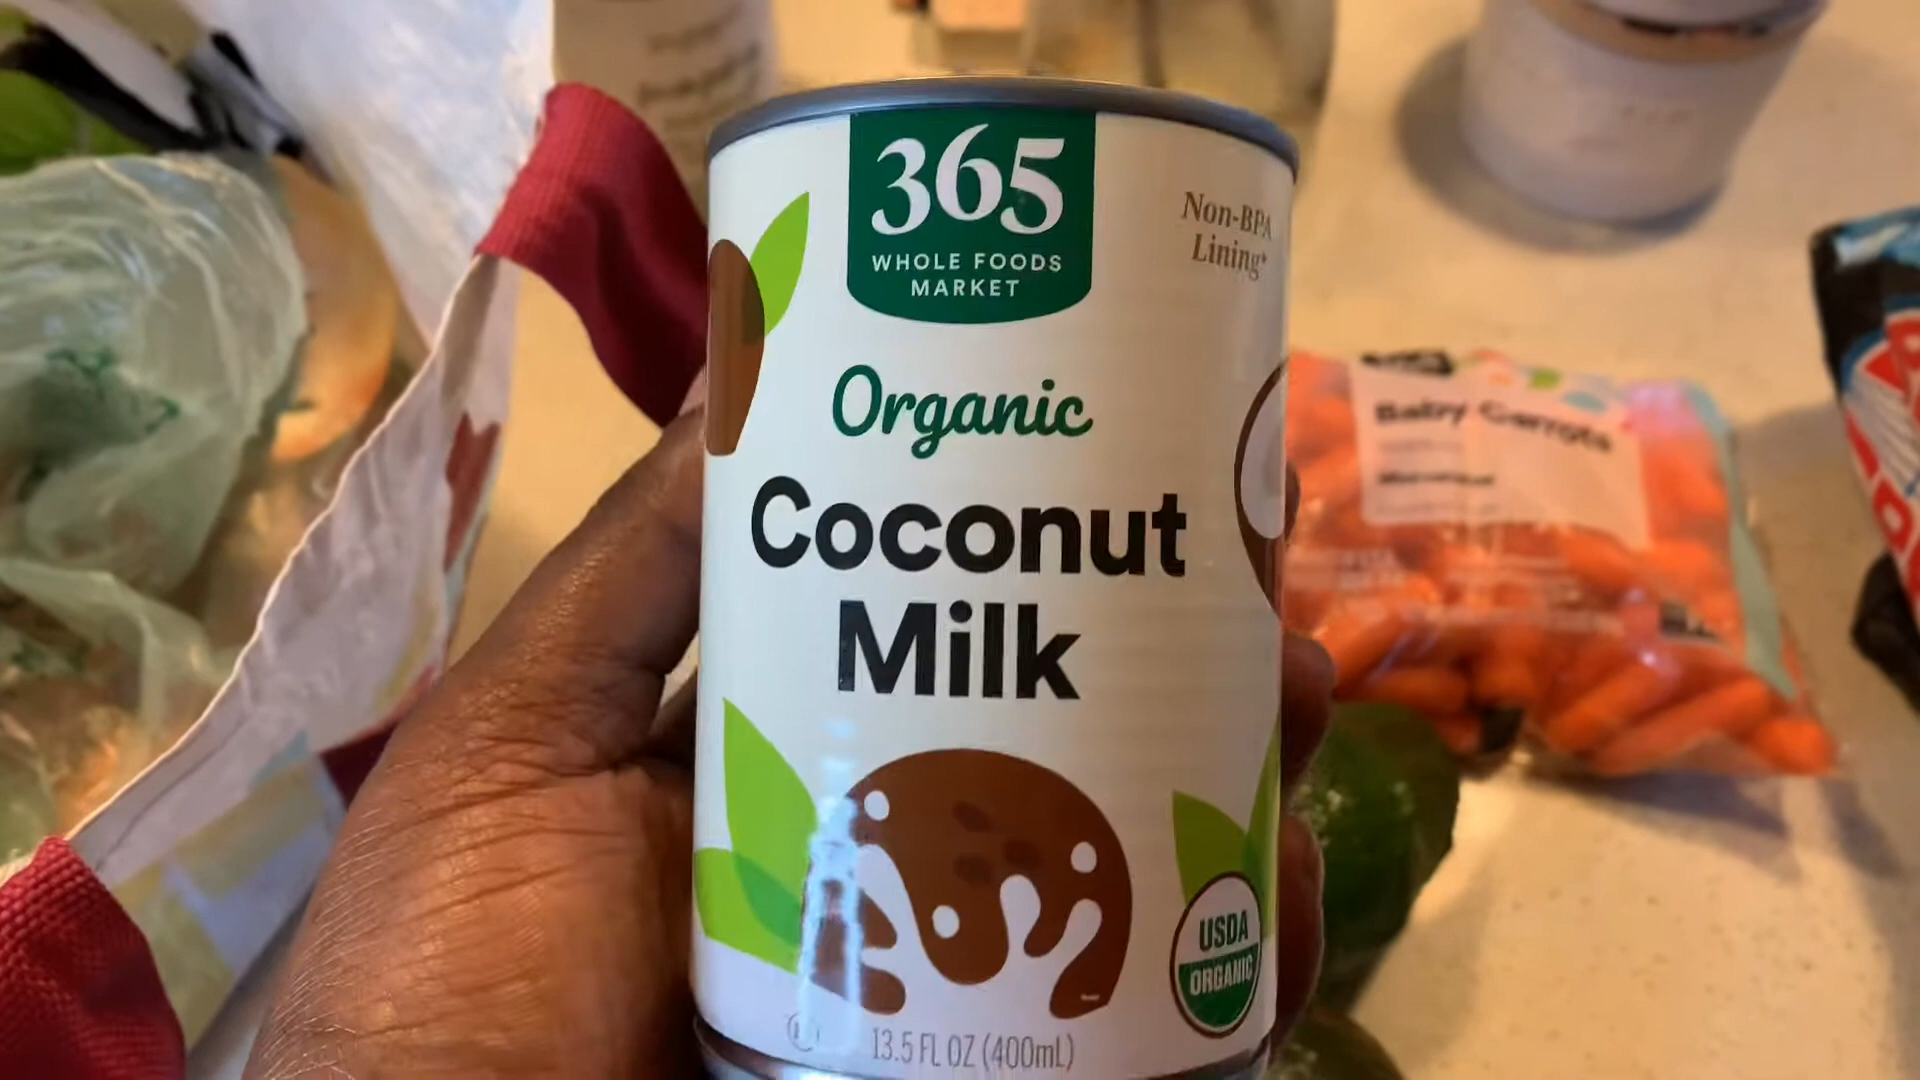 365
WHOLE FOODS
MARKET
Non-BPA
Lining*
Organic
Coconut
Milk
USDA
ORGANIC
13.5 FL OZ (400mL)
Baby Carrots